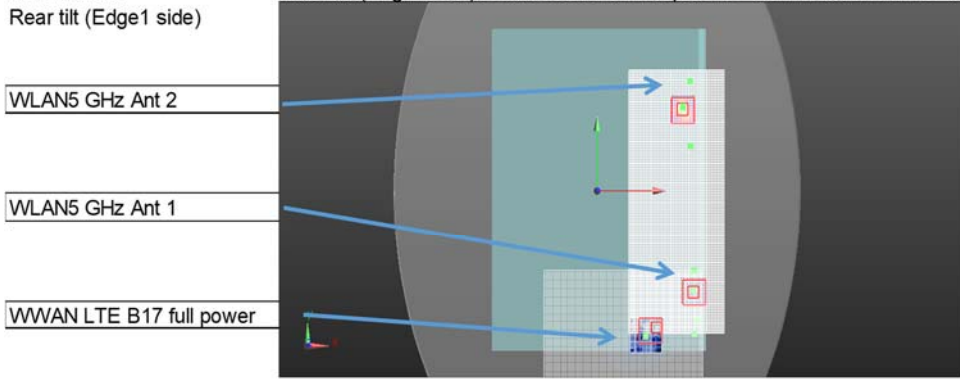 Rear tilt (Edge1 side)
WLAN5 GHz Ant 2
WLAN5 GHz Ant 1
WWAN LTE B17 full power